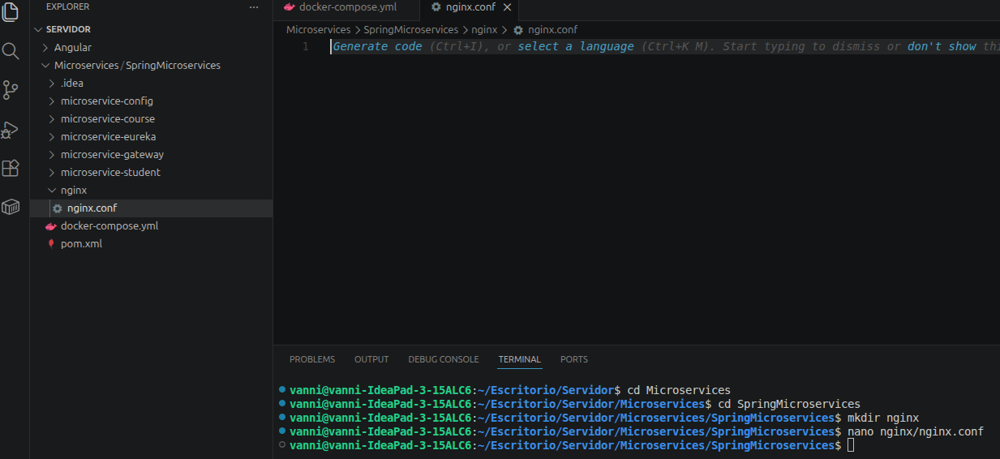 EXPLORER
SERVIDOR
Angular
Microservices / SpringMicroservices
.idea
microservice-config
microservice-course
microservice-eureka
microservice-gateway
microservice-student
nginx
nginx.conf
docker-compose.yml
pom.xml
docker-compose.yml nginx.conf
Microservices > SpringMicroservices > nginx > nginx.conf
1 Generate code (Ctrl+I), or select a language (Ctrl+K M). Start typing to dismiss or don't show thi
PROBLEMS OUTPUT DEBUG CONSOLE TERMINAL PORTS
vanni@vanni-IdeaPad-3-15ALC6:~/Escritorio/Servidor$ cd Microservices
vanni@vanni-IdeaPad-3-15ALC6:~/Escritorio/Servidor/Microservices$ cd SpringMicroservices
vanni@vanni-IdeaPad-3-15ALC6:~/Escritorio/Servidor/Microservices/SpringMicroservices$ mkdir nginx
vanni@vanni-IdeaPad-3-15ALC6:~/Escritorio/Servidor/Microservices/SpringMicroservices$ nano nginx/nginx.conf
vanni@vanni-IdeaPad-3-15ALC6:~/Escritorio/Servidor/Microservices/SpringMicroservices$